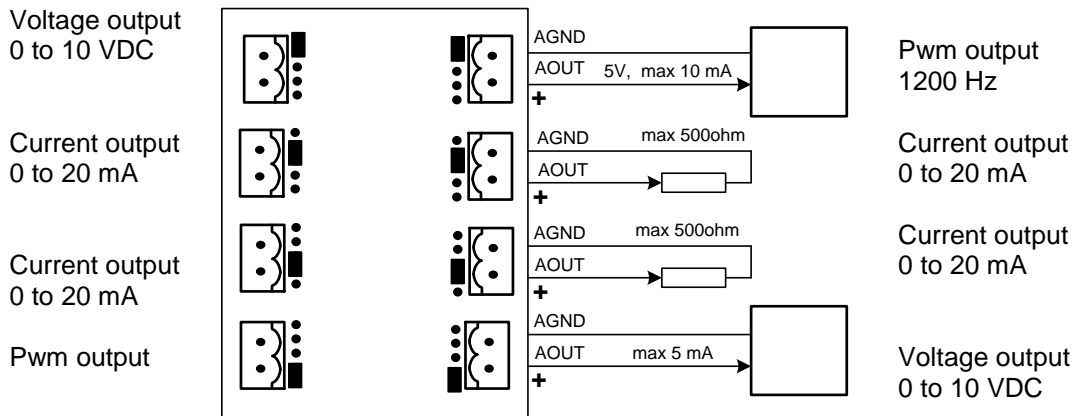 Voltage output
0 to 10 VDC
Current output
0 to 20 mA
Current output
0 to 20 mA
Pwm output
AGND
AOUT 5V, max 10 mA
+
AGND max 500ohm
AOUT
+
AGND max 500ohm
AOUT
+
AGND
AOUT max 5 mA
+
Pwm output
1200 Hz
Current output
0 to 20 mA
Current output
0 to 20 mA
Voltage output
0 to 10 VDC